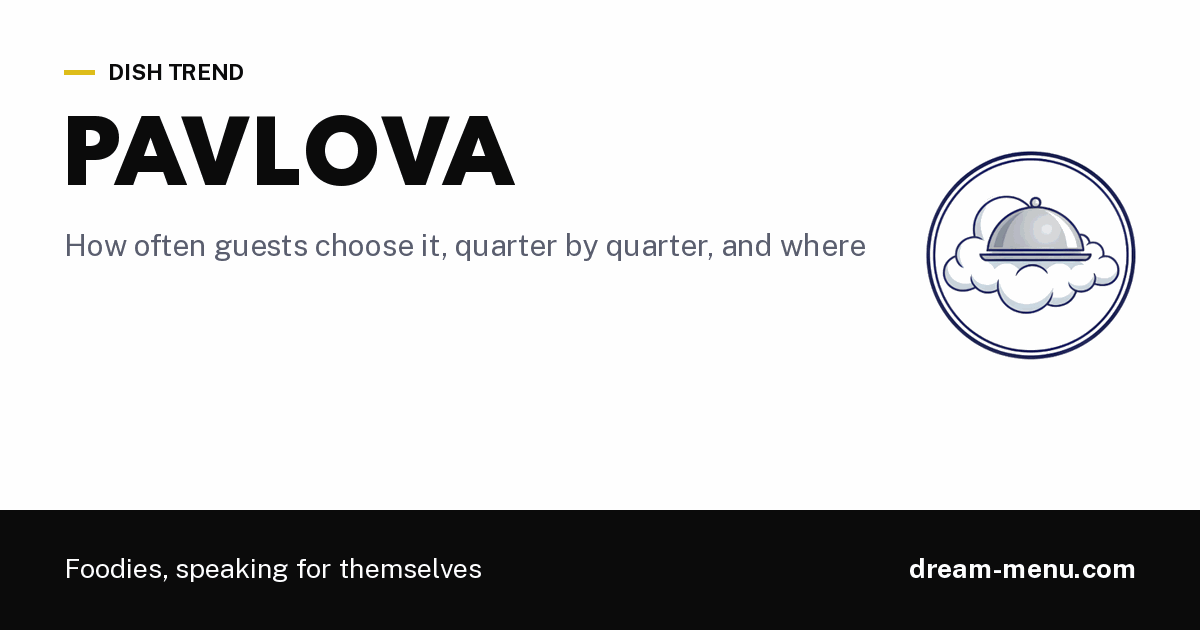 DISH TREND
PAVLOVA
How often guests choose it, quarter by quarter, and where
Foodies, speaking for themselves
dream-menu.com